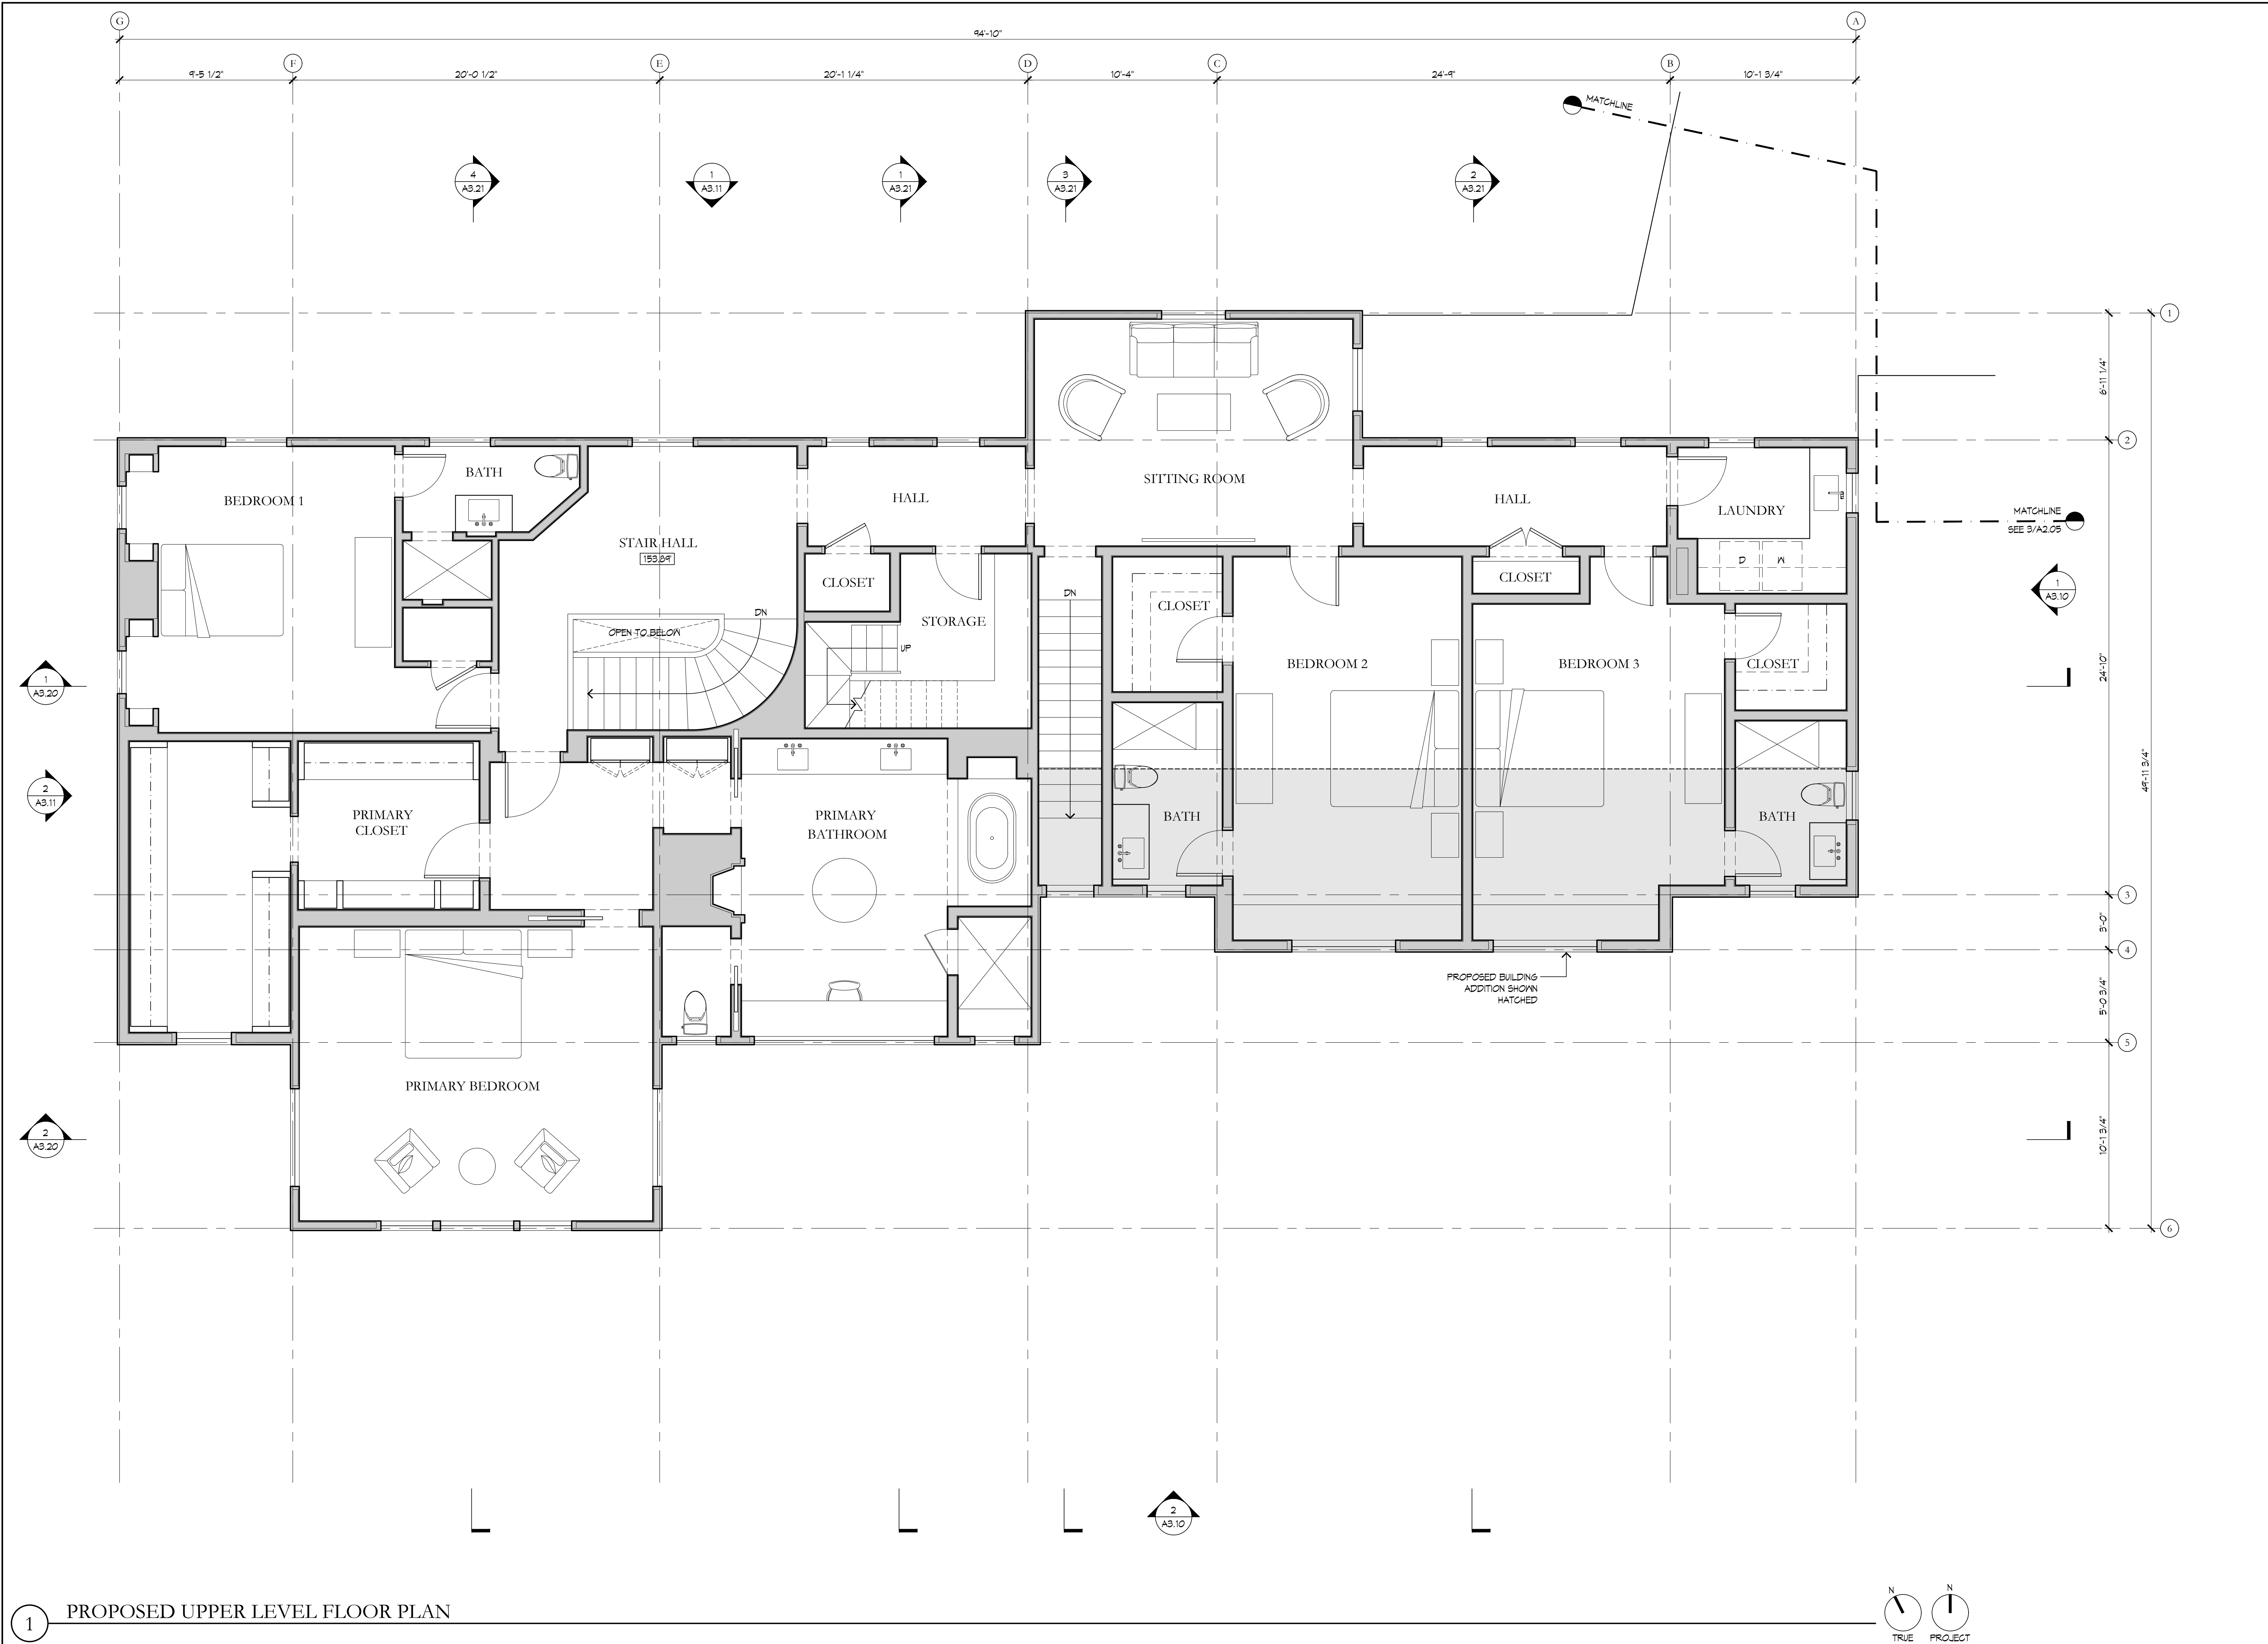 G
A
94'-10"
F
E
D
C
B
9'-5 1/2"
20'-0 1/2"
20'-1 1/4"
10'-4"
24'-9"
10'-1 3/4"
MATCHLINE
4
A3.21
1
A3.11
1
A3.21
3
A3.21
2
A3.21
1
6'-11 1/4"
2
BATH
BEDROOM 1
SITTING ROOM
HALL
HALL
LAUNDRY
MATCHLINE
SEE 3/A2.05
STAIR HALL
153.89'
D
W
CLOSET
CLOSET
1
A3.10
DN
DN
CLOSET
STORAGE
OPEN TO BELOW
UP
BEDROOM 2
BEDROOM 3
CLOSET
24'-10"
1
A3.20
49'-11 3/4"
2
A3.11
PRIMARY
CLOSET
PRIMARY
BATHROOM
BATH
BATH
3
3'-0"
4
PROPOSED BUILDING
ADDITION SHOWN
HATCHED
5'-0 3/4"
5
PRIMARY BEDROOM
2
A3.20
10'-1 3/4"
6
2
A3.10
1
PROPOSED UPPER LEVEL FLOOR PLAN
N
N
TRUE
PROJECT